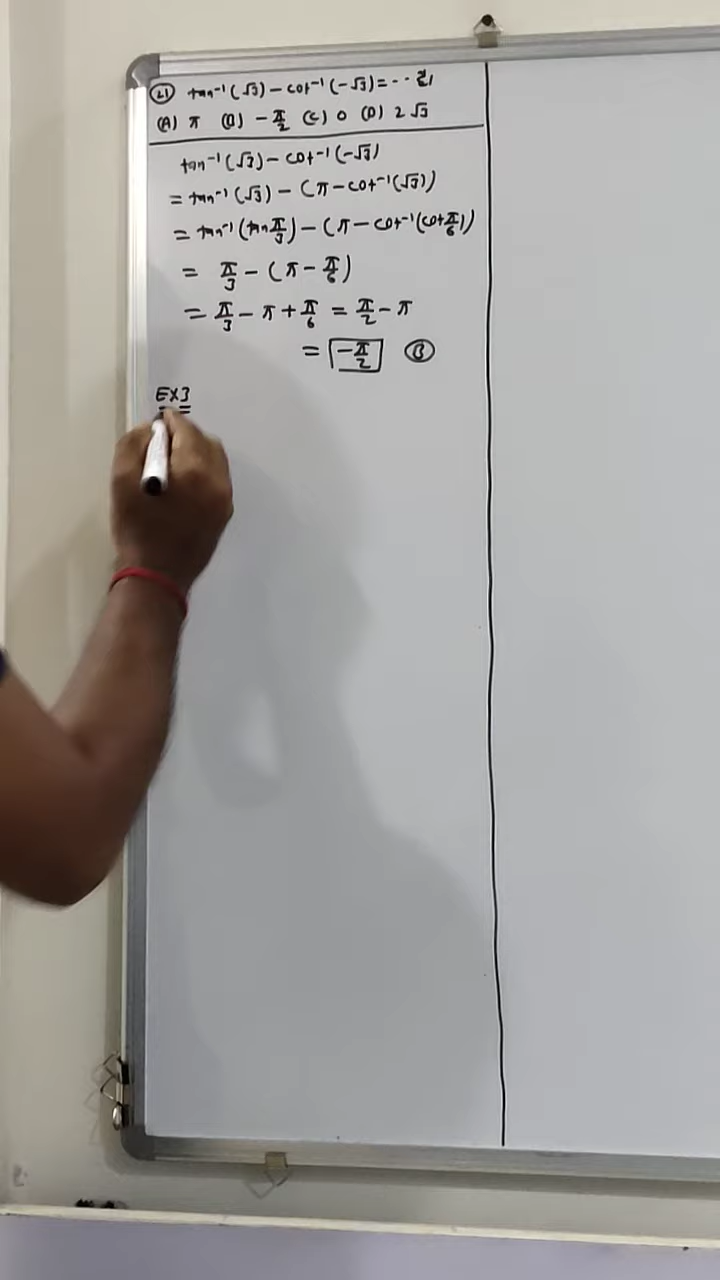 (21) tan⁻¹(√3) – cot⁻¹(-√3) = ---
(A) π (B) -π/2 (C) 0 (D) 2√3
tan⁻¹(√3) – cot⁻¹(-√3)
= tan⁻¹(√3) – (π – cot⁻¹(√3))
= tan⁻¹(tan π/3) – (π – cot⁻¹(cot π/6))
= π/3 – (π – π/6)
= π/3 – π + π/6 = π/2 – π
= -π/2 (B)
EX3